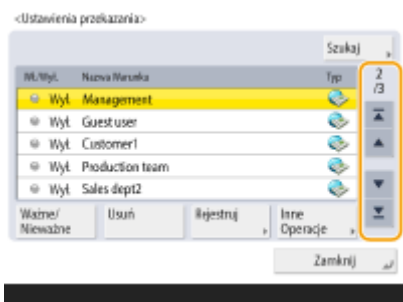 <Ustawienia przekazania>
Szukaj
Wł./Wył. Nazwa Warunku Typ
2
/3
Wył. Management
Wył. Guest user
Wył. Customer1
Wył. Production team
Wył. Sales dept2
Ważne/
Nieważne
Usuń
Rejestruj
Inne
Operacje
Zamknij